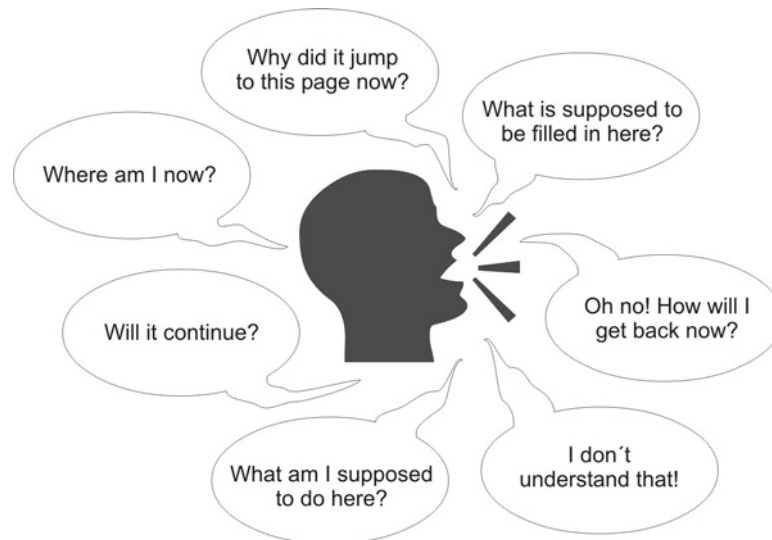 Why did it jump
to this page now?
What is supposed to
be filled in here?
Where am I now?
Oh no! How will I
get back now?
Will it continue?
I don´t
understand that!
What am I supposed
to do here?